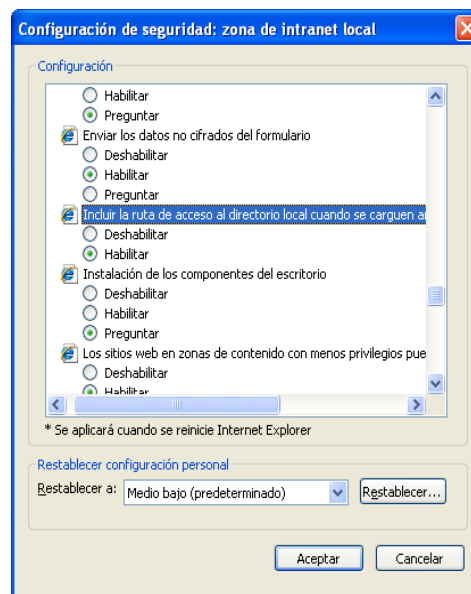 Configuración de seguridad: zona de intranet local
Configuración
Habilitar
Preguntar
Enviar los datos no cifrados del formulario
Deshabilitar
Habilitar
Preguntar
Incluir la ruta de acceso al directorio local cuando se carguen
Deshabilitar
Habilitar
Instalación de los componentes del escritorio
Deshabilitar
Habilitar
Preguntar
Los sitios web en zonas de contenido con menos privilegios pue
Deshabilitar
Habilitar
* Se aplicará cuando se reinicie Internet Explorer
Restablecer configuración personal
Restablecer a: Medio bajo (predeterminado) Restablecer...
Aceptar Cancelar